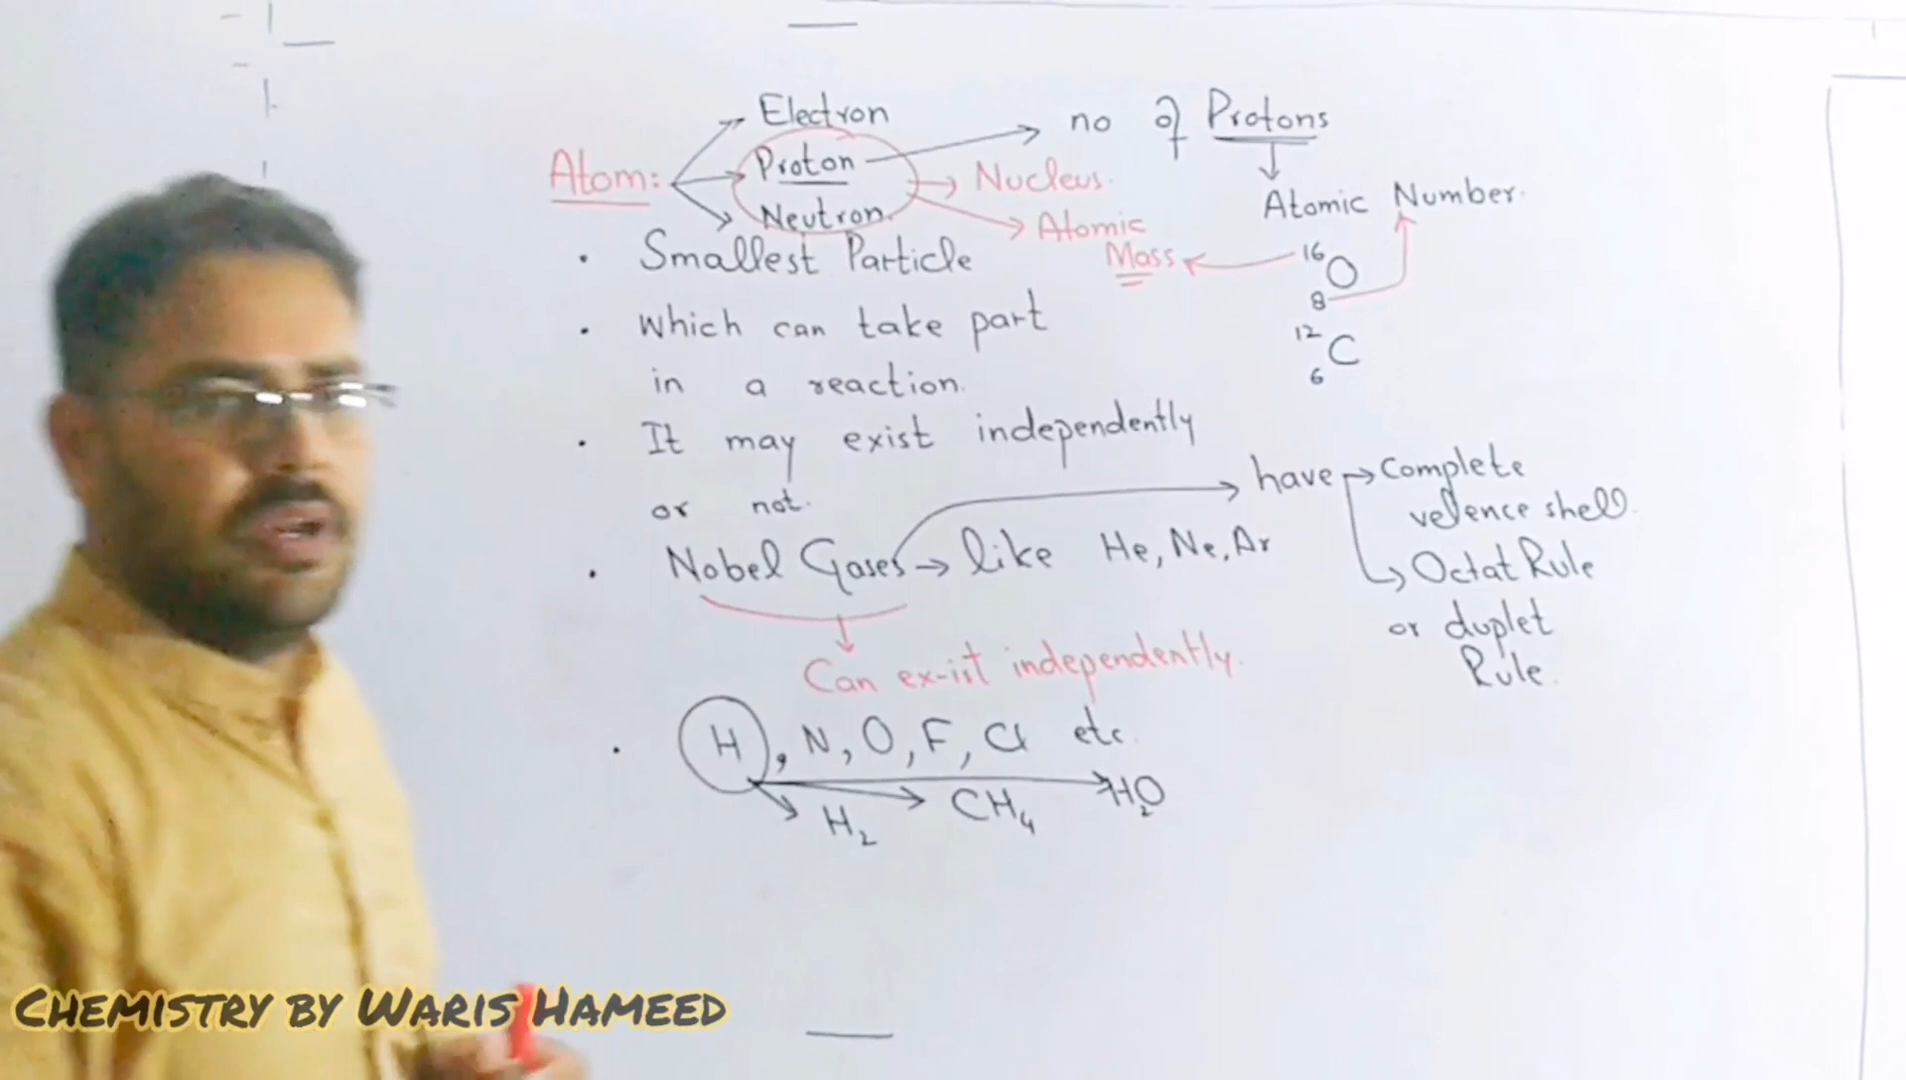 Electron
Atom:
Proton
Neutron.
no of Protons
Nucleus.
Atomic Number.
Atomic
Mass
16
O
8
12
C
6
. Smallest Particle
. which can take part
in a reaction.
. It may exist independently
or not.
. Nobel Gases → like He, Ne, Ar
have → Complete
velence shell.
Octat Rule
or duplet
Rule.
Can ex-ist independently.
. H, N, O, F, Cl etc.
H₂ CH₄ H₂O
CHEMISTRY BY WARIS HAMEED